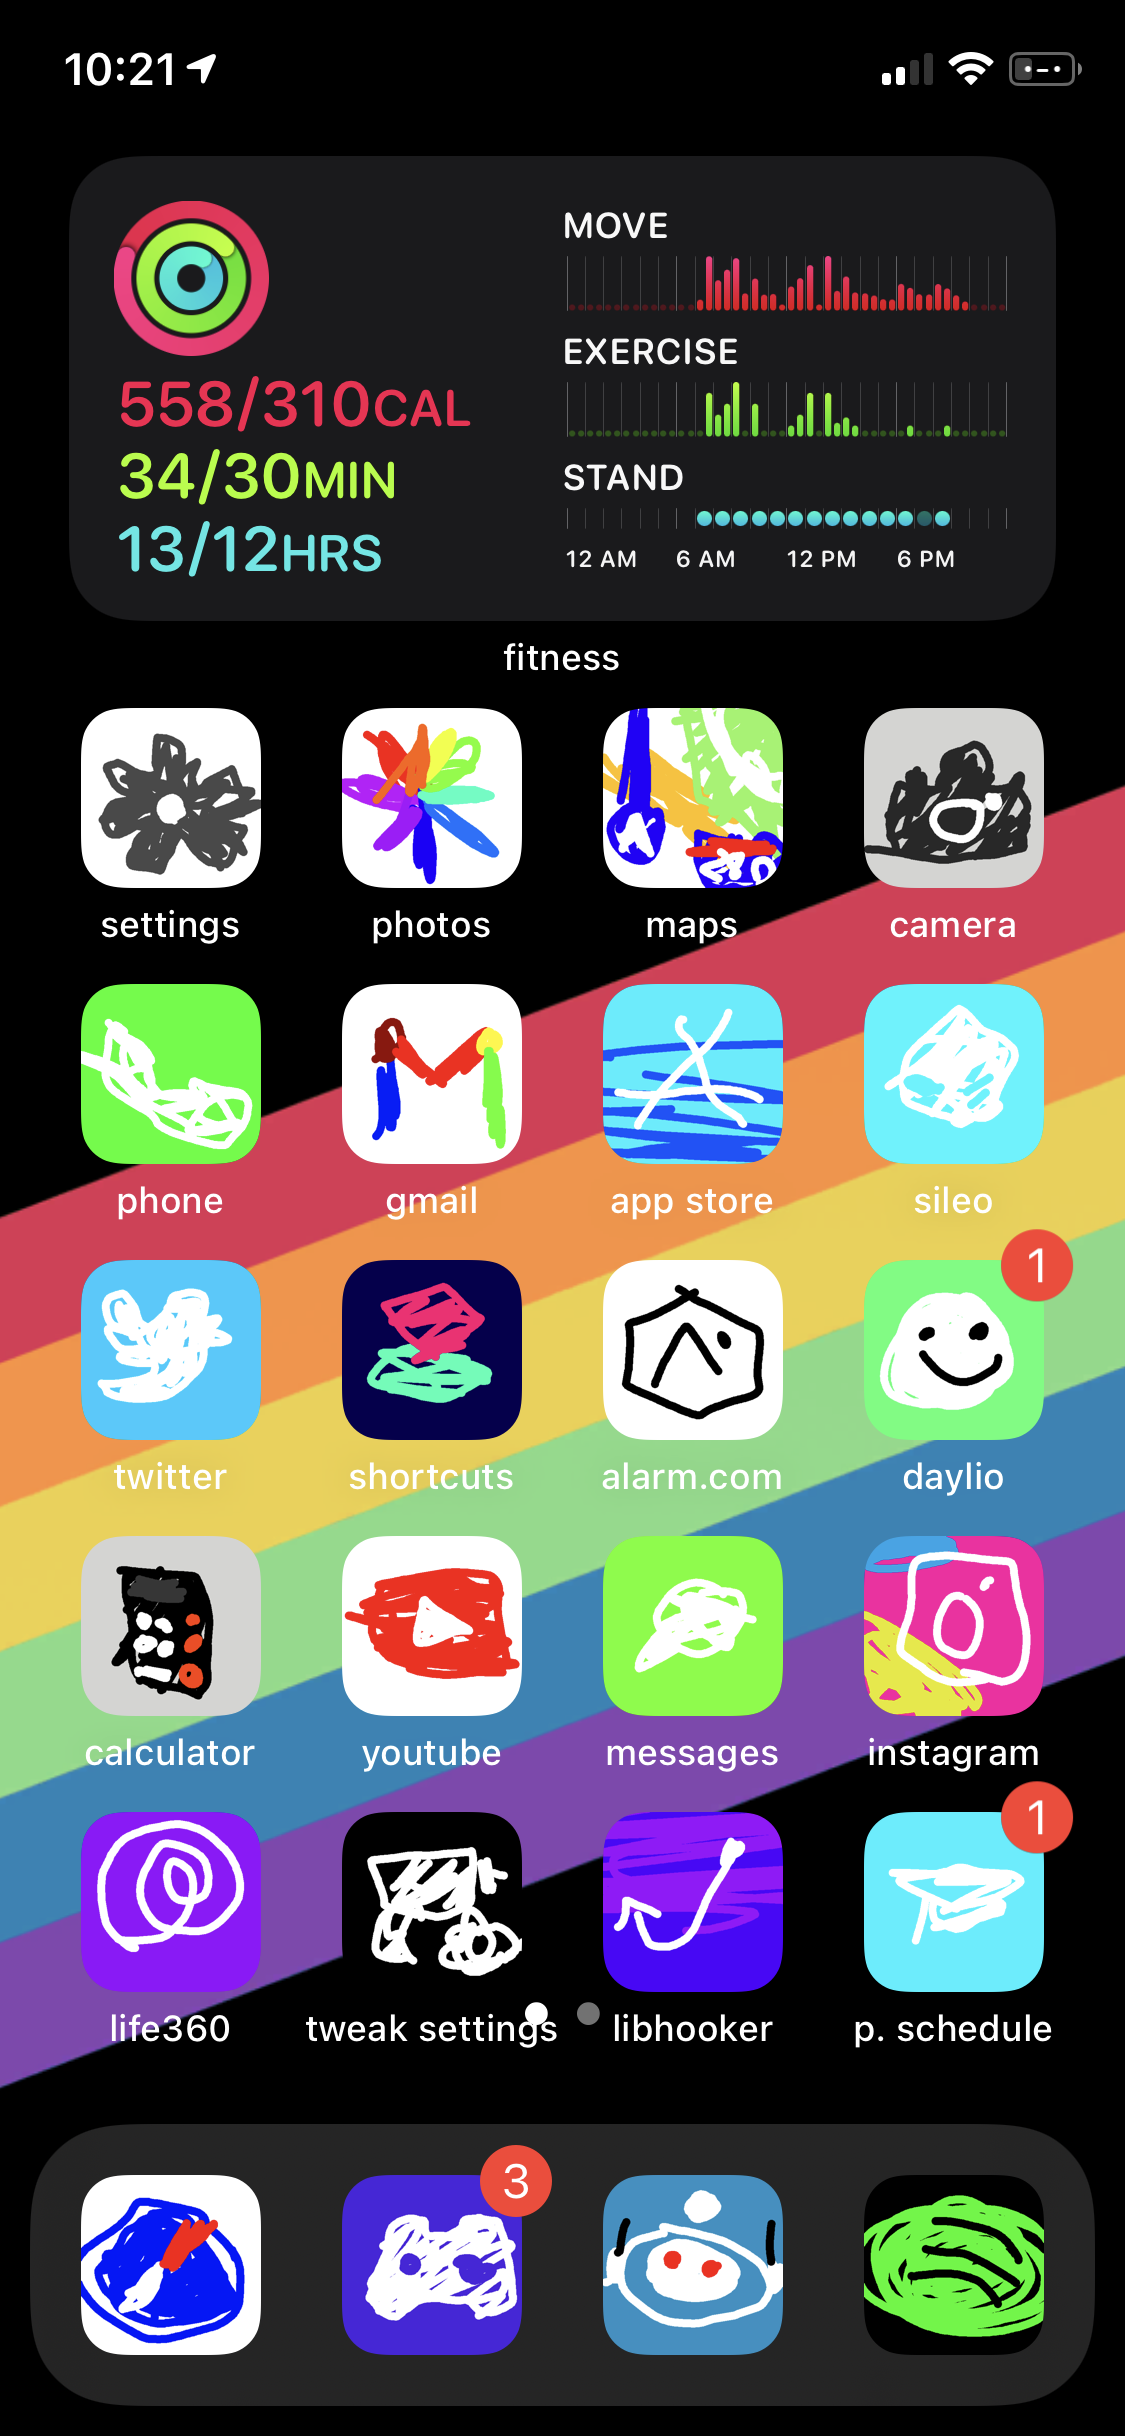 10:21
MOVE
558/310CAL
34/30MIN
13/12HRS
EXERCISE
STAND
12 AM 6 AM 12 PM 6 PM
fitness
settings photos maps camera
phone gmail app store sileo
1
twitter shortcuts alarm.com daylio
calculator youtube messages instagram
1
life360 tweak settings libhooker p. schedule
3